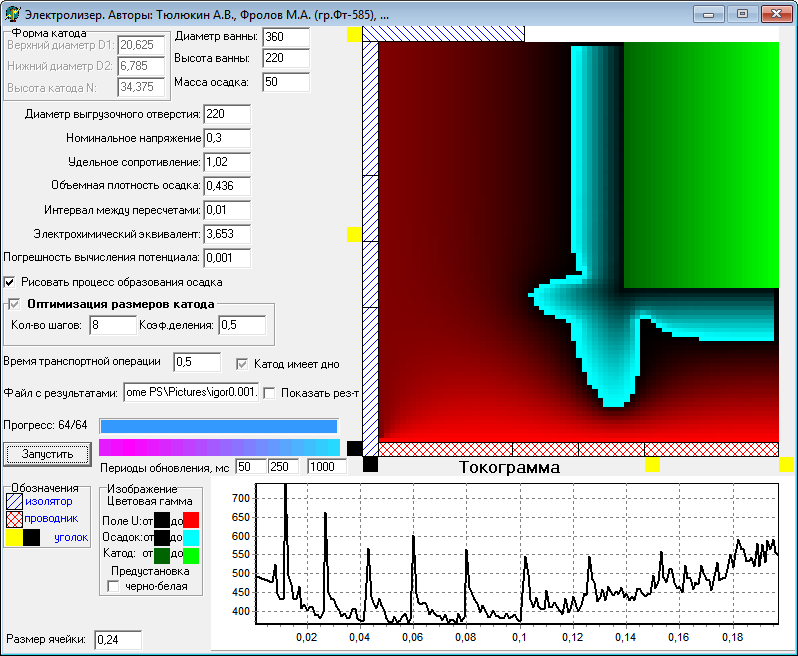 Электролизер. Авторы: Тюлюкин А.В., Фролов М.А. (гр.Фт-585), ...
Форма катода
Верхний диаметр D1: 20,625
Нижний диаметр D2: 6,785
Высота катода N: 34,375
Диаметр ванны: 360
Высота ванны: 220
Масса осадка: 50
Диаметр выгрузочного отверстия: 220
Номинальное напряжение 0,3
Удельное сопротивление: 1,02
Объемная плотность осадка: 0,436
Интервал между пересчетами: 0,01
Электрохимический эквивалент: 3,653
Погрешность вычисления потенциала: 0,001
Рисовать процесс образования осадка
Оптимизация размеров катода
Кол-во шагов: 8 Коэф.деления: 0,5
Время транспортной операции 0,5 Катод имеет дно
Файл с результатами: ome PS\Pictures\igor0.001. Показать рез-т
Прогресс: 64/64
Запустить
Периоды обновления, мс 50 250 1000
Обозначения
изолятор
проводник
уголок
Изображение
Цветовая гамма
Поле U: от до
Осадок: от до
Катод: от до
Предустановка
черно-белая
Размер ячейки: 0,24
Токограмма
700
650
600
550
500
450
400
0,02 0,04 0,06 0,08 0,1 0,12 0,14 0,16 0,18